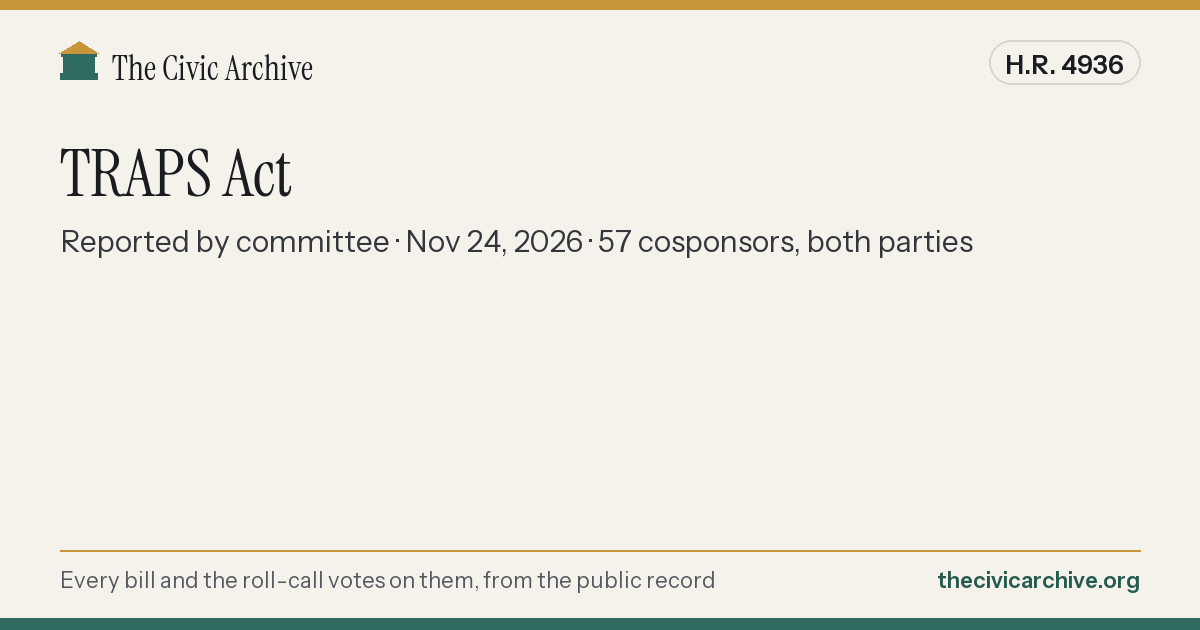 The Civic Archive
H.R. 4936
TRAPS Act
Reported by committee · Nov 24, 2026 · 57 cosponsors, both parties
Every bill and the roll-call votes on them, from the public record
thecivicarchive.org